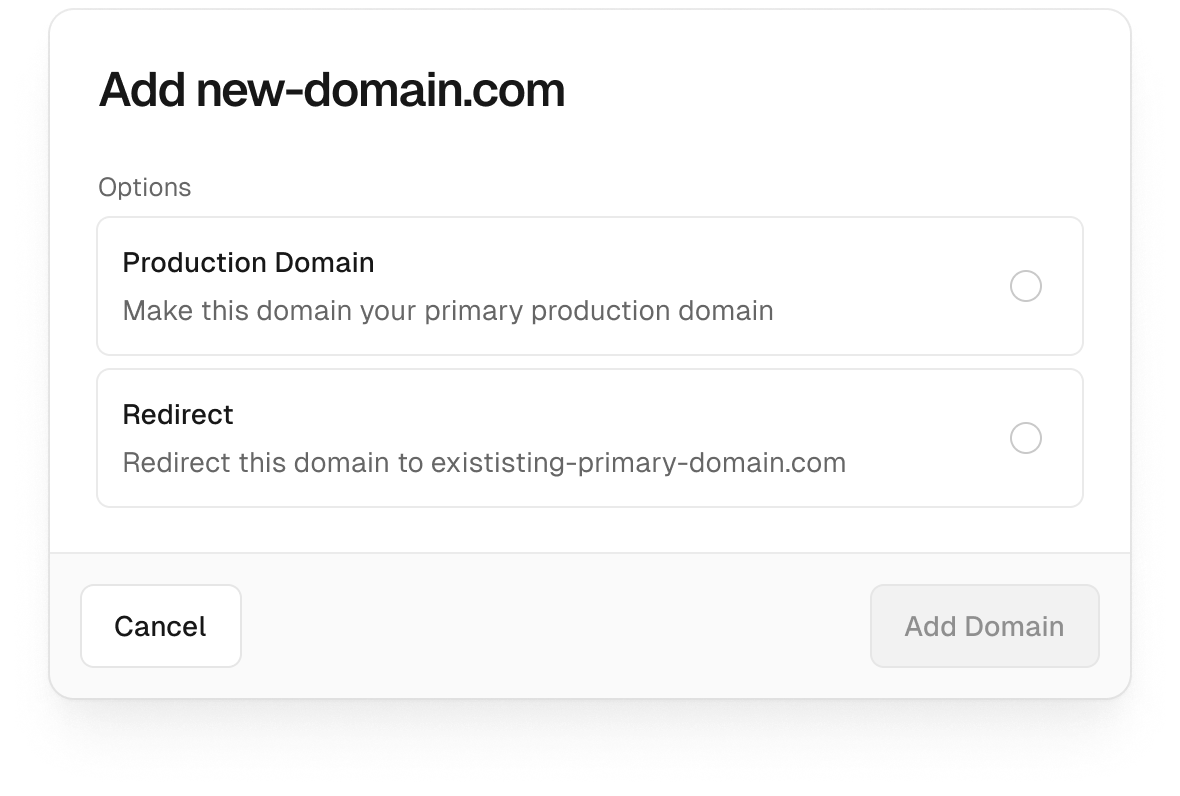 Add new-domain.com
Options
Production Domain
Make this domain your primary production domain
Redirect
Redirect this domain to exististing-primary-domain.com
Cancel
Add Domain